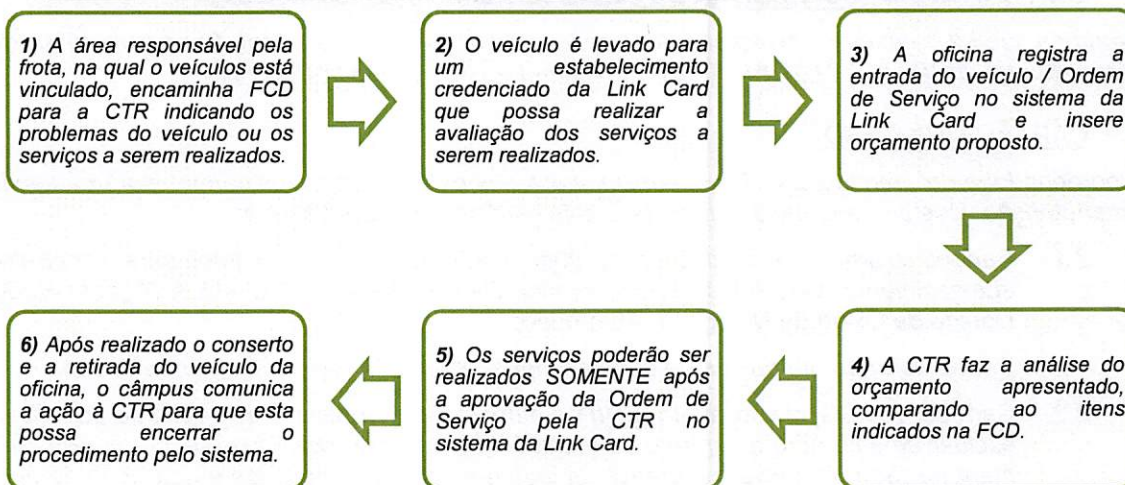 1) A área responsável pela
frota, na qual o veículos está
vinculado, encaminha FCD
para a CTR indicando os
problemas do veículo ou os
serviços a serem realizados.
2) O veículo é levado para
um estabelecimento
credenciado da Link Card
que possa realizar a
avaliação dos serviços a
serem realizados.
3) A oficina registra a
entrada do veículo / Ordem
de Serviço no sistema da
Link Card e insere
orçamento proposto.
4) A CTR faz a análise do
orçamento apresentado,
comparando ao itens
indicados na FCD.
5) Os serviços poderão ser
realizados SOMENTE após
a aprovação da Ordem de
Serviço pela CTR no
sistema da Link Card.
6) Após realizado o conserto
e a retirada do veículo da
oficina, o câmpus comunica
a ação à CTR para que esta
possa encerrar o
procedimento pelo sistema.